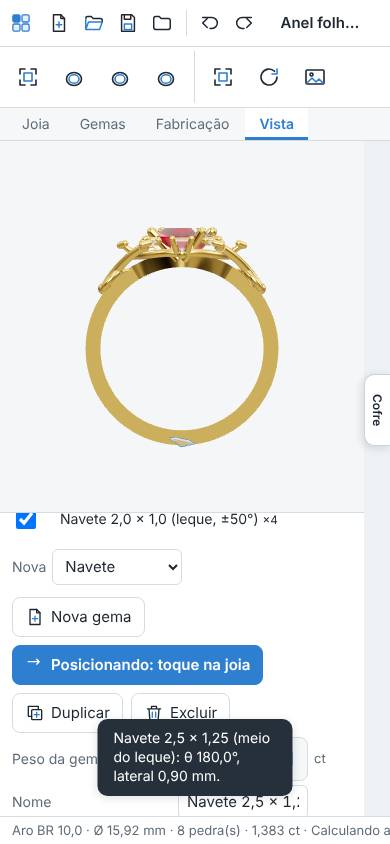 Anel folh...
Joia Gemas Fabricação Vista
Cofre
Navete 2,0 × 1,0 (leque, ±50°) ×4
Nova Navete
Nova gema
→ Posicionando: toque na joia
Duplicar Excluir
Navete 2,5 × 1,25 (meio
do leque): θ 180,0°,
lateral 0,90 mm.
Peso da gem ct
Nome Navete 2,5 × 1,
Aro BR 10,0 · Ø 15,92 mm · 8 pedra(s) · 1,383 ct · Calculando a